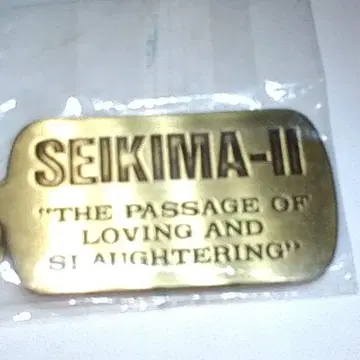 SEIKIMA-II
"THE PASSAGE OF
LOVING AND
SLAUGHTERING"